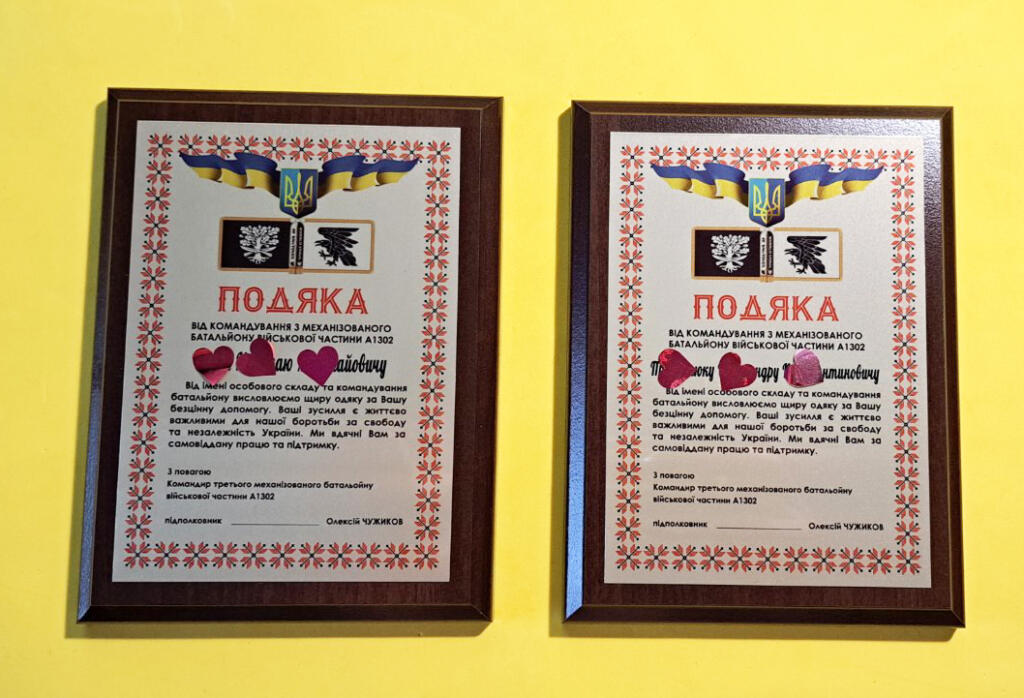 ПОДЯКА
ВІД КОМАНДУВАННЯ 3 МЕХАНІЗОВАНОГО
БАТАЛЬЙОНУ ВІЙСЬКОВОЇ ЧАСТИНИ А1302
Від імені особового складу та командування
батальйону висловлюємо щиру одяку за Вашу
безцінну допомогу. Ваші зусилля є життєво
важливими для нашої боротьби за свободу
та незалежність України. Ми вдячні Вам за
самовіддану працю та підтримку.
З повагою
Командир третього механізованого батальойну
військової частини А1302
підполковник ________________ Олексій ЧУЖИКОВ
ПОДЯКА
ВІД КОМАНДУВАННЯ 3 МЕХАНІЗОВАНОГО
БАТАЛЬЙОНУ ВІЙСЬКОВОЇ ЧАСТИНИ А1302
Від імені особового складу та командування
батальйону висловлюємо щиру одяку за Вашу
безцінну допомогу. Ваші зусилля є життєво
важливими для нашої боротьби за свободу
та незалежність України. Ми вдячні Вам за
самовіддану працю та підтримку.
З повагою
Командир третього механізованого батальойну
військової частини А1302
підполковник ________________ Олексій ЧУЖИКОВ